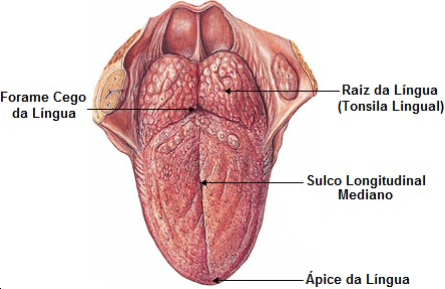 Forame Cego
da Língua
Raiz da Língua
(Tonsila Lingual)
Sulco Longitudinal
Mediano
Ápice da Língua